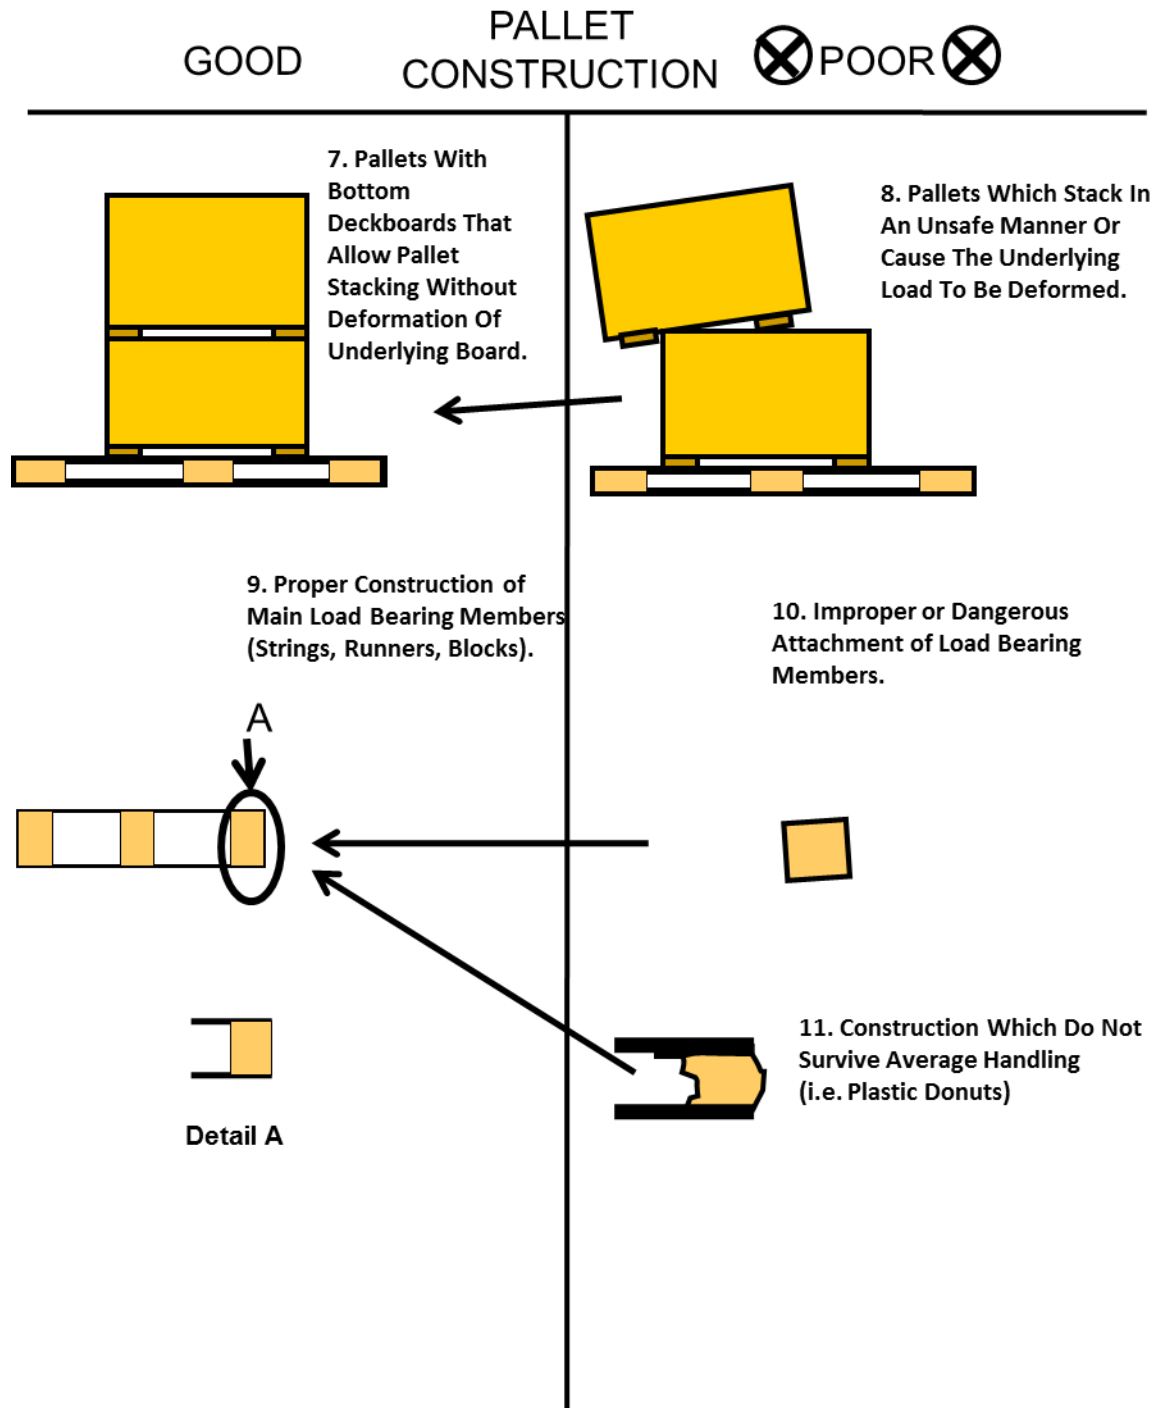 GOOD
PALLET
CONSTRUCTION
POOR
7. Pallets With
Bottom
Deckboards That
Allow Pallet
Stacking Without
Deformation Of
Underlying Board.
8. Pallets Which Stack In
An Unsafe Manner Or
Cause The Underlying
Load To Be Deformed.
9. Proper Construction of
Main Load Bearing Members
(Strings, Runners, Blocks).
10. Improper or Dangerous
Attachment of Load Bearing
Members.
A
11. Construction Which Do Not
Survive Average Handling
(i.e. Plastic Donuts)
Detail A